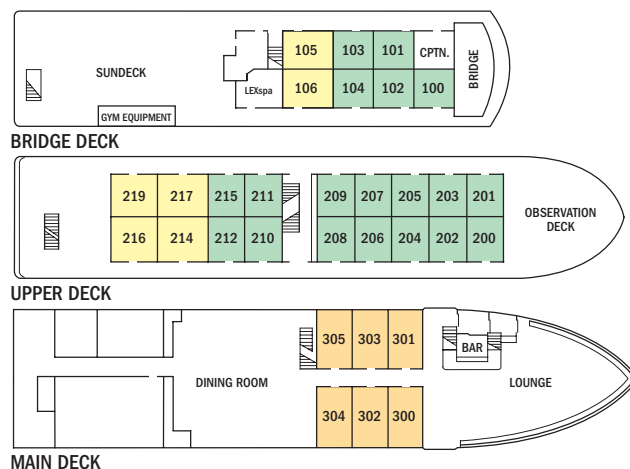 105 103 101 CPTN.
SUNDECK
BRIDGE
LEXspa 106 104 102 100
GYM EQUIPMENT
BRIDGE DECK
219 217 215 211 209 207 205 203 201
OBSERVATION
DECK
216 214 212 210 208 206 204 202 200
UPPER DECK
305 303 301
BAR
DINING ROOM
LOUNGE
304 302 300
MAIN DECK